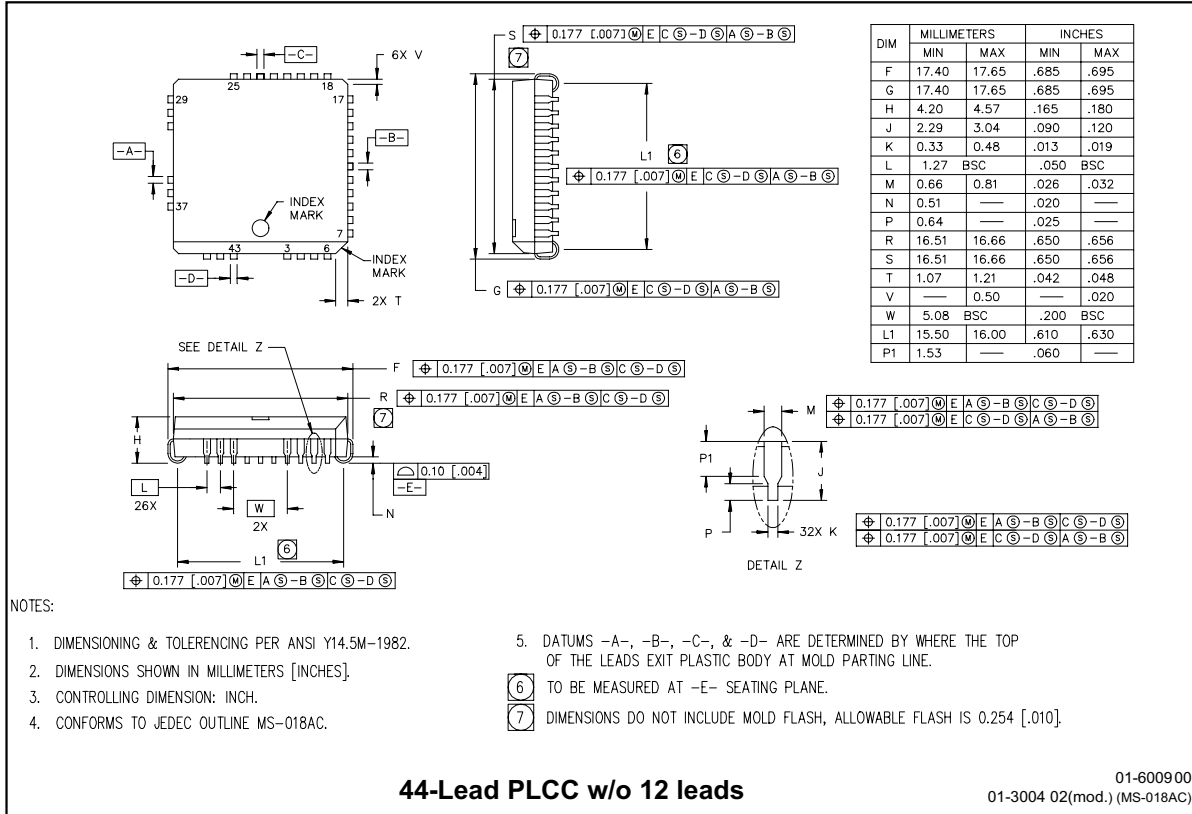 S ⌖ 0.177 [.007] Ⓜ E C Ⓢ –D Ⓢ A Ⓢ –B Ⓢ
7
–C–
6X V
25
18
29
17
–A–
–B–
37
INDEX
MARK
7
43
3
6
INDEX
MARK
–D–
2X T
L1 6
⌖ 0.177 [.007] Ⓜ E C Ⓢ –D Ⓢ A Ⓢ –B Ⓢ
G ⌖ 0.177 [.007] Ⓜ E C Ⓢ –D Ⓢ A Ⓢ –B Ⓢ
DIM MILLIMETERS INCHES
MIN MAX MIN MAX
F 17.40 17.65 .685 .695
G 17.40 17.65 .685 .695
H 4.20 4.57 .165 .180
J 2.29 3.04 .090 .120
K 0.33 0.48 .013 .019
L 1.27 BSC .050 BSC
M 0.66 0.81 .026 .032
N 0.51 — .020 —
P 0.64 — .025 —
R 16.51 16.66 .650 .656
S 16.51 16.66 .650 .656
T 1.07 1.21 .042 .048
V — 0.50 — .020
W 5.08 BSC .200 BSC
L1 15.50 16.00 .610 .630
P1 1.53 — .060 —
SEE DETAIL Z
F ⌖ 0.177 [.007] Ⓜ E A Ⓢ –B Ⓢ C Ⓢ –D Ⓢ
R ⌖ 0.177 [.007] Ⓜ E A Ⓢ –B Ⓢ C Ⓢ –D Ⓢ
7
H
⌓ 0.10 [.004]
–E–
L
26X
W
2X
N
L1 6
⌖ 0.177 [.007] Ⓜ E A Ⓢ –B Ⓢ C Ⓢ –D Ⓢ
M
⌖ 0.177 [.007] Ⓜ E A Ⓢ –B Ⓢ C Ⓢ –D Ⓢ
⌖ 0.177 [.007] Ⓜ E C Ⓢ –D Ⓢ A Ⓢ –B Ⓢ
P1
J
P
32X K
⌖ 0.177 [.007] Ⓜ E A Ⓢ –B Ⓢ C Ⓢ –D Ⓢ
⌖ 0.177 [.007] Ⓜ E C Ⓢ –D Ⓢ A Ⓢ –B Ⓢ
DETAIL Z
NOTES:
1. DIMENSIONING & TOLERENCING PER ANSI Y14.5M–1982.
2. DIMENSIONS SHOWN IN MILLIMETERS [INCHES].
3. CONTROLLING DIMENSION: INCH.
4. CONFORMS TO JEDEC OUTLINE MS–018AC.
5. DATUMS –A–, –B–, –C–, & –D– ARE DETERMINED BY WHERE THE TOP
OF THE LEADS EXIT PLASTIC BODY AT MOLD PARTING LINE.
6 TO BE MEASURED AT –E– SEATING PLANE.
7 DIMENSIONS DO NOT INCLUDE MOLD FLASH, ALLOWABLE FLASH IS 0.254 [.010].
44-Lead PLCC w/o 12 leads
01-600900
01-3004 02(mod.) (MS-018AC)